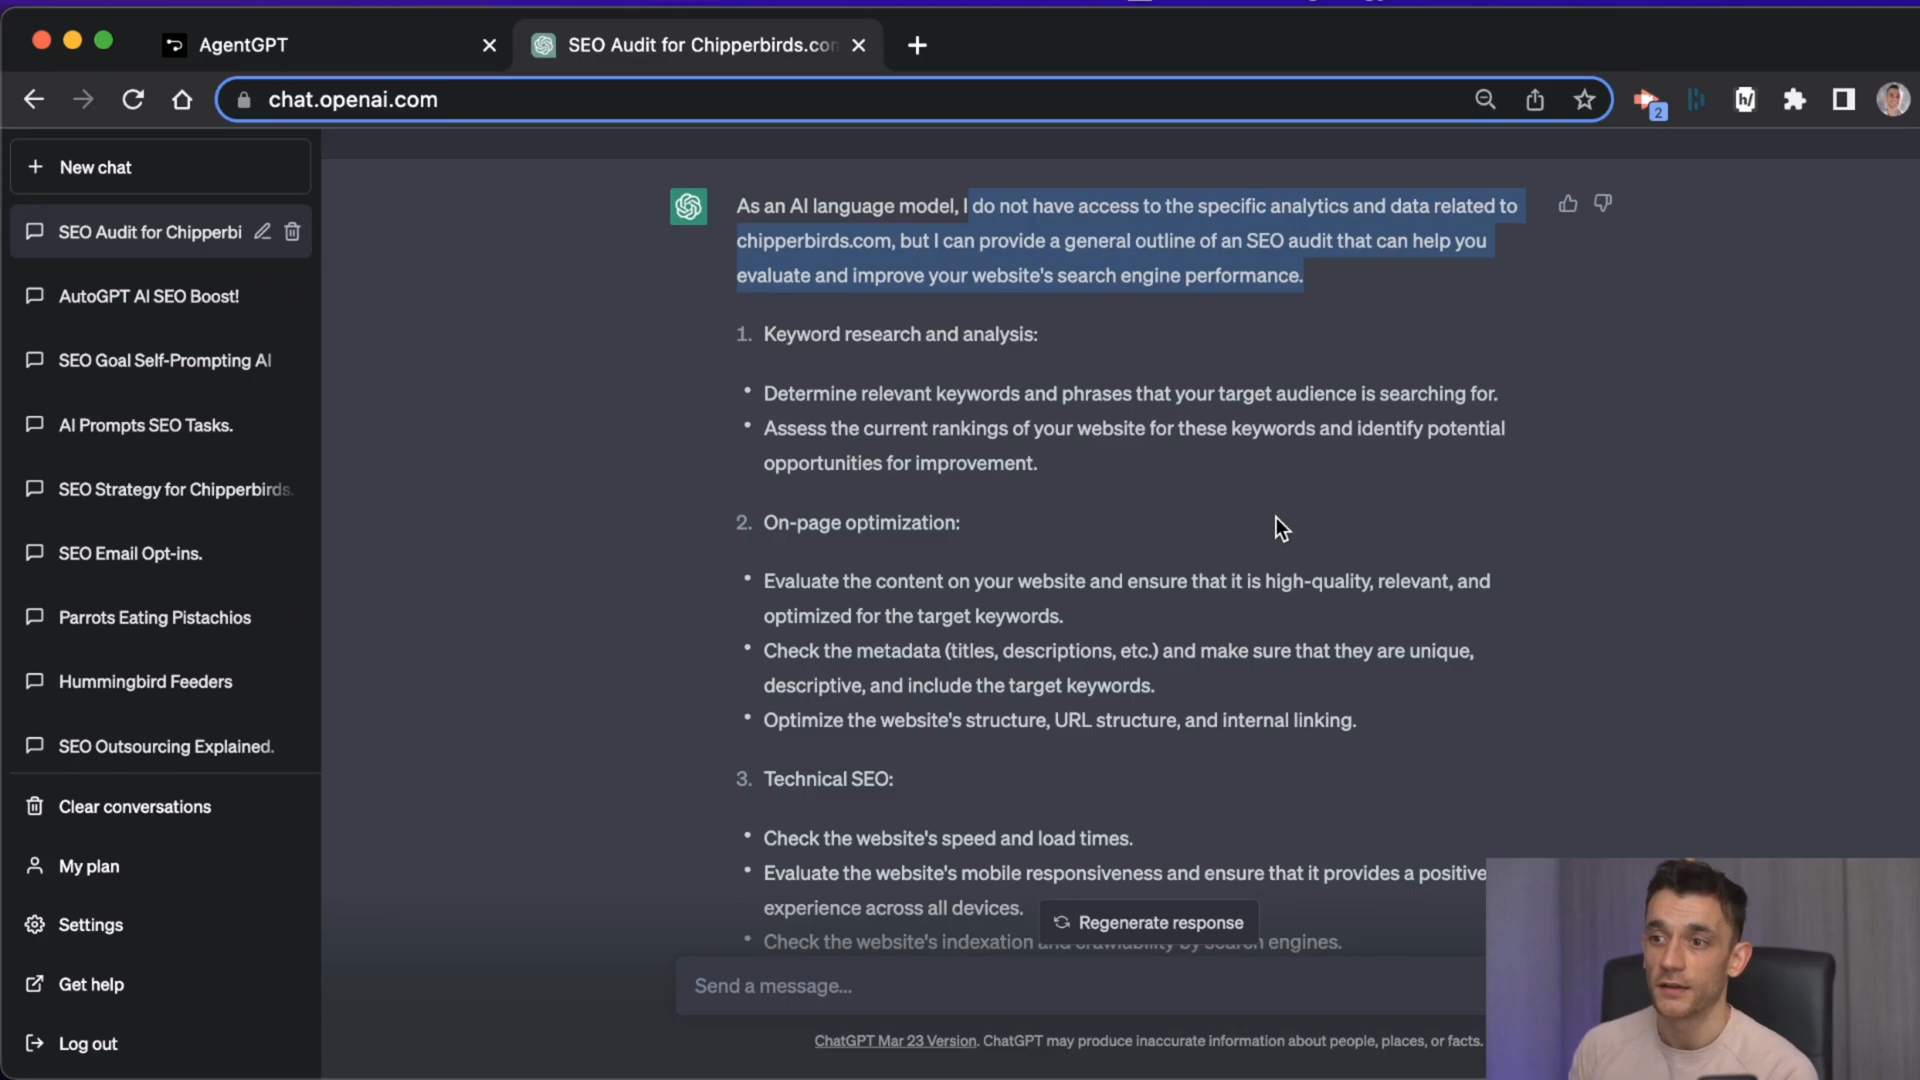 AgentGPT
SEO Audit for Chipperbirds.com
chat.openai.com
2
h/
New chat
SEO Audit for Chipperbi
AutoGPT AI SEO Boost!
SEO Goal Self-Prompting AI
AI Prompts SEO Tasks.
SEO Strategy for Chipperbirds.
SEO Email Opt-ins.
Parrots Eating Pistachios
Hummingbird Feeders
SEO Outsourcing Explained.
Clear conversations
My plan
Settings
Get help
Log out
As an AI language model, I do not have access to the specific analytics and data related to
chipperbirds.com, but I can provide a general outline of an SEO audit that can help you
evaluate and improve your website's search engine performance.
1. Keyword research and analysis:
• Determine relevant keywords and phrases that your target audience is searching for.
• Assess the current rankings of your website for these keywords and identify potential
opportunities for improvement.
2. On-page optimization:
• Evaluate the content on your website and ensure that it is high-quality, relevant, and
optimized for the target keywords.
• Check the metadata (titles, descriptions, etc.) and make sure that they are unique,
descriptive, and include the target keywords.
• Optimize the website's structure, URL structure, and internal linking.
3. Technical SEO:
• Check the website's speed and load times.
• Evaluate the website's mobile responsiveness and ensure that it provides a positive
experience across all devices.
Regenerate response
• Check the website's indexation and crawlability by search engines.
Send a message...
ChatGPT Mar 23 Version. ChatGPT may produce inaccurate information about people, places, or facts.